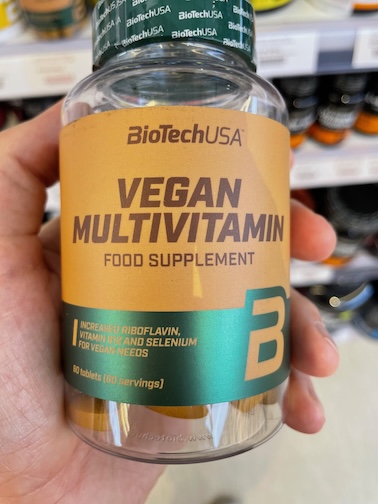 BioTechUSA
BioTechUSA
VEGAN
MULTIVITAMIN
FOOD SUPPLEMENT
INCREASED RIBOFLAVIN,
VITAMIN B12 AND SELENIUM
FOR VEGAN NEEDS
60 tablets (60 servings)
B